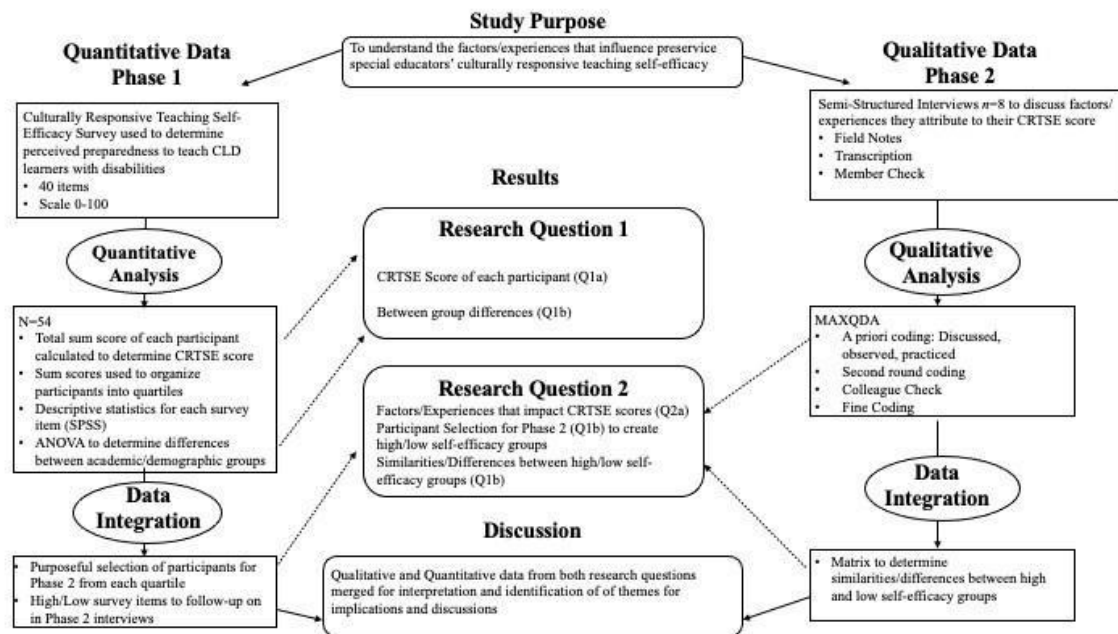 Study Purpose
To understand the factors/experiences that influence preservice
special educators' culturally responsive teaching self-efficacy
Quantitative Data
Phase 1
Culturally Responsive Teaching Self-
Efficacy Survey used to determine
perceived preparedness to teach CLD
learners with disabilities
• 40 items
• Scale 0-100
Quantitative
Analysis
N=54
• Total sum score of each participant
calculated to determine CRTSE score
• Sum scores used to organize
participants into quartiles
• Descriptive statistics for each survey
item (SPSS)
• ANOVA to determine differences
between academic/demographic groups
Data
Integration
• Purposeful selection of participants for
Phase 2 from each quartile
• High/Low survey items to follow-up on
in Phase 2 interviews
Results
Research Question 1
CRTSE Score of each participant (Q1a)
Between group differences (Q1b)
Research Question 2
Factors/Experiences that impact CRTSE scores (Q2a)
Participant Selection for Phase 2 (Q1b) to create
high/low self-efficacy groups
Similarities/Differences between high/low self-
efficacy groups (Q1b)
Discussion
Qualitative and Quantitative data from both research questions
merged for interpretation and identification of of themes for
implications and discussions
Qualitative Data
Phase 2
Semi-Structured Interviews n=8 to discuss factors/
experiences they attribute to their CRTSE score
• Field Notes
• Transcription
• Member Check
Qualitative
Analysis
MAXQDA
• A priori coding: Discussed,
observed, practiced
• Second round coding
• Colleague Check
• Fine Coding
Data
Integration
• Matrix to determine
similarities/differences between high
and low self-efficacy groups